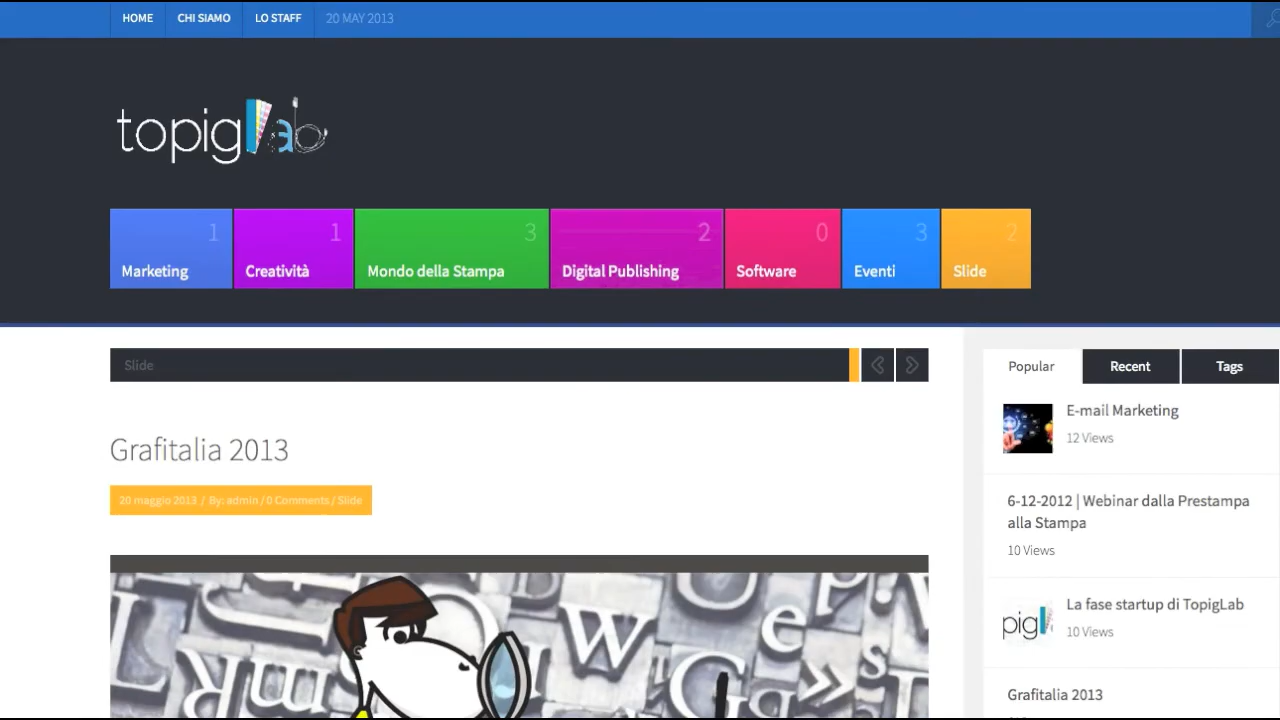 HOME CHI SIAMO LO STAFF 20 MAY 2013
topiglab
1 1 3 2 0 3 2
Marketing Creatività Mondo della Stampa Digital Publishing Software Eventi Slide
Slide
Grafitalia 2013
20 maggio 2013 / By: admin / 0 Comments / Slide
Popular Recent Tags
E-mail Marketing
12 Views
6-12-2012 | Webinar dalla Prestampa
alla Stampa
10 Views
pigl
La fase startup di TopigLab
10 Views
Grafitalia 2013